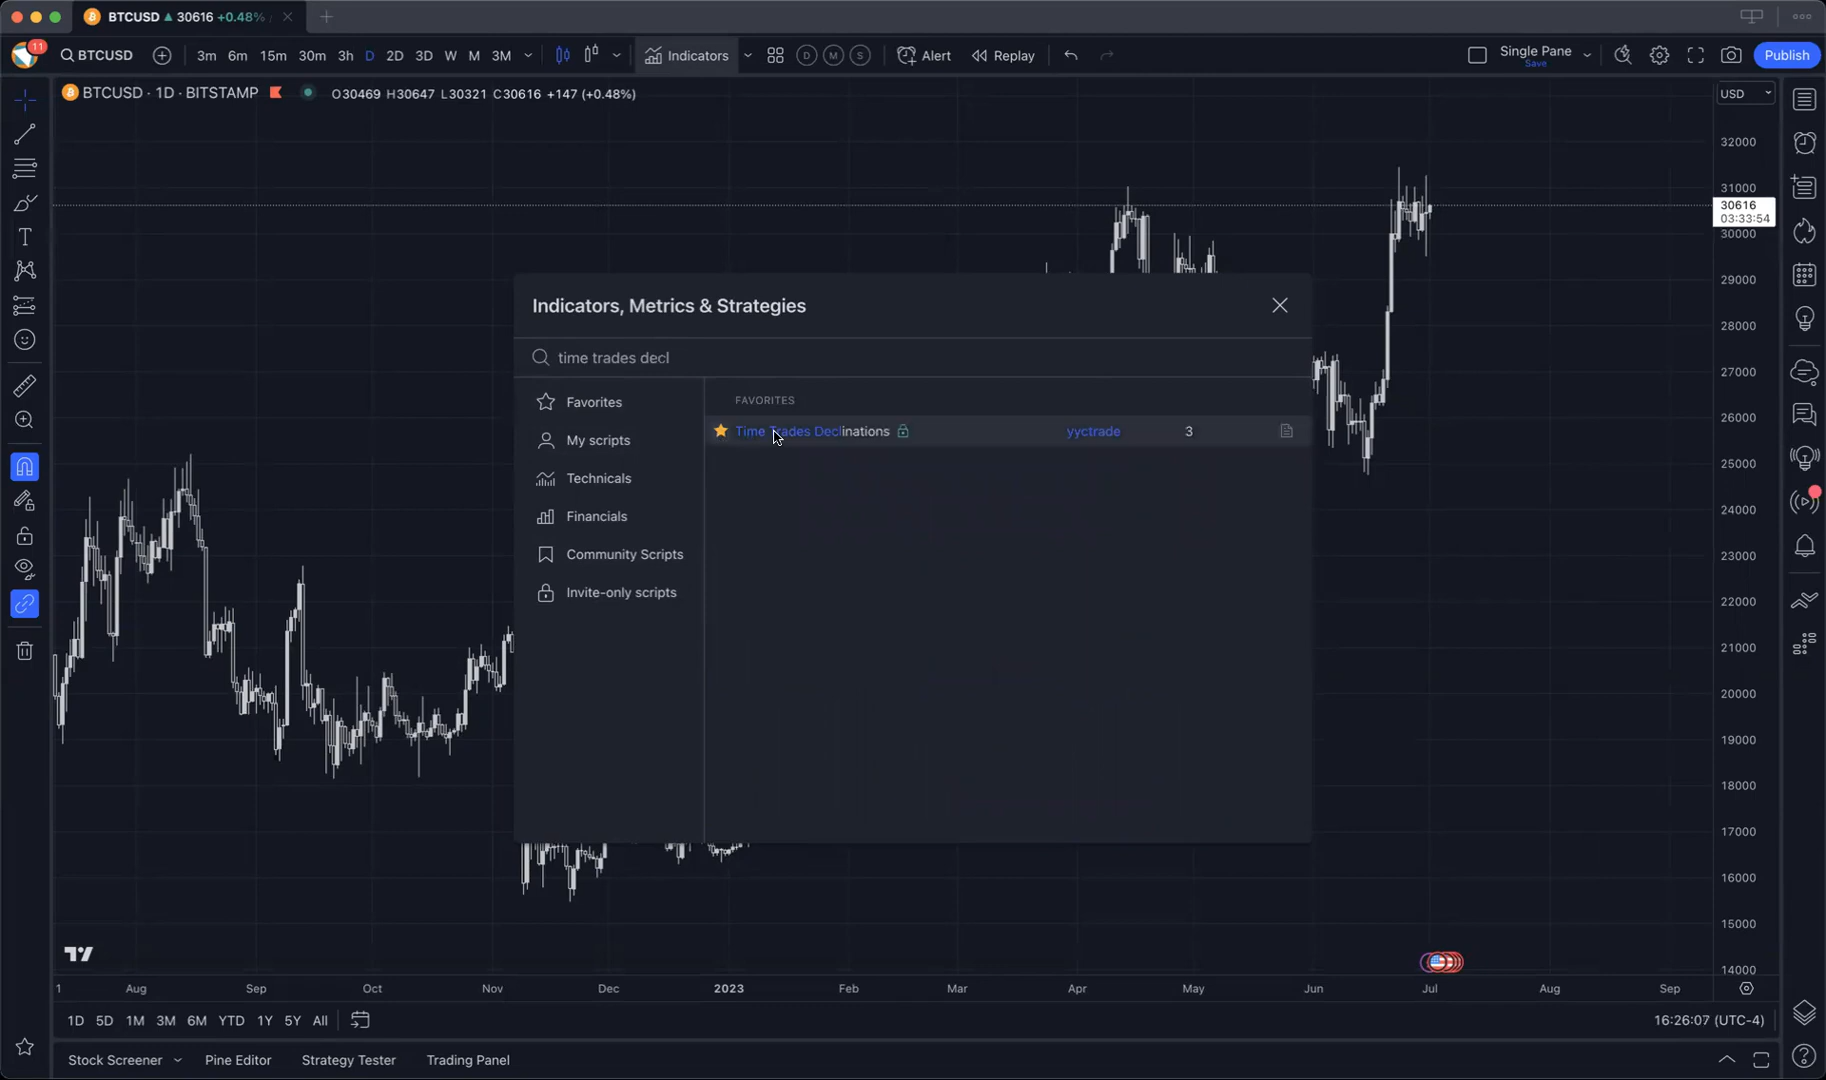 BTCUSD ▲ 30616 +0.48%
11
BTCUSD 3m 6m 15m 30m 3h D 2D 3D W M 3M Indicators D M S Alert Replay Single Pane Save Publish
BTCUSD · 1D · BITSTAMP O30469 H30647 L30321 C30616 +147 (+0.48%)
USD
32000
31000
30616
03:33:54
30000
29000
28000
27000
26000
25000
24000
23000
22000
21000
20000
19000
18000
17000
16000
15000
14000
Indicators, Metrics & Strategies
time trades decl
Favorites
My scripts
Technicals
Financials
Community Scripts
Invite-only scripts
FAVORITES
Time Trades Declinations yyctrade 3
1 Aug Sep Oct Nov Dec 2023 Feb Mar Apr May Jun Jul Aug Sep
1D 5D 1M 3M 6M YTD 1Y 5Y All 16:26:07 (UTC-4)
Stock Screener Pine Editor Strategy Tester Trading Panel